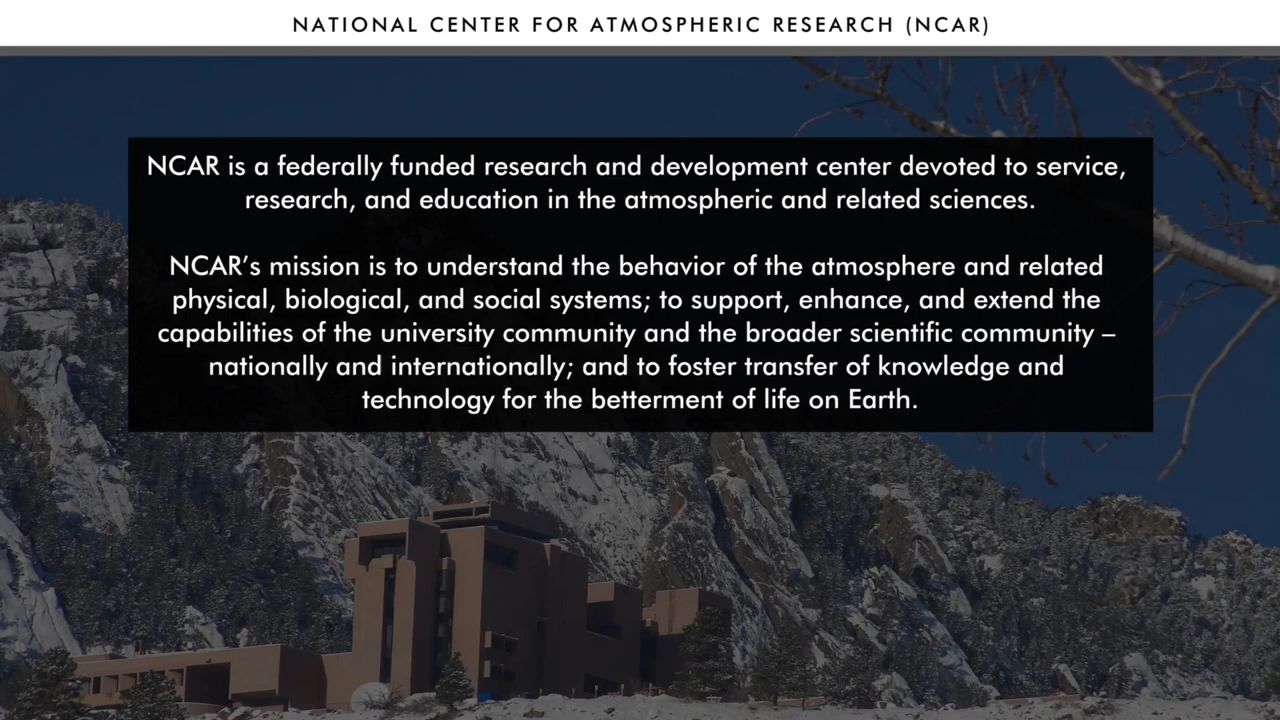 NATIONAL CENTER FOR ATMOSPHERIC RESEARCH (NCAR)
NCAR is a federally funded research and development center devoted to service,
research, and education in the atmospheric and related sciences.
NCAR’s mission is to understand the behavior of the atmosphere and related
physical, biological, and social systems; to support, enhance, and extend the
capabilities of the university community and the broader scientific community –
nationally and internationally; and to foster transfer of knowledge and
technology for the betterment of life on Earth.